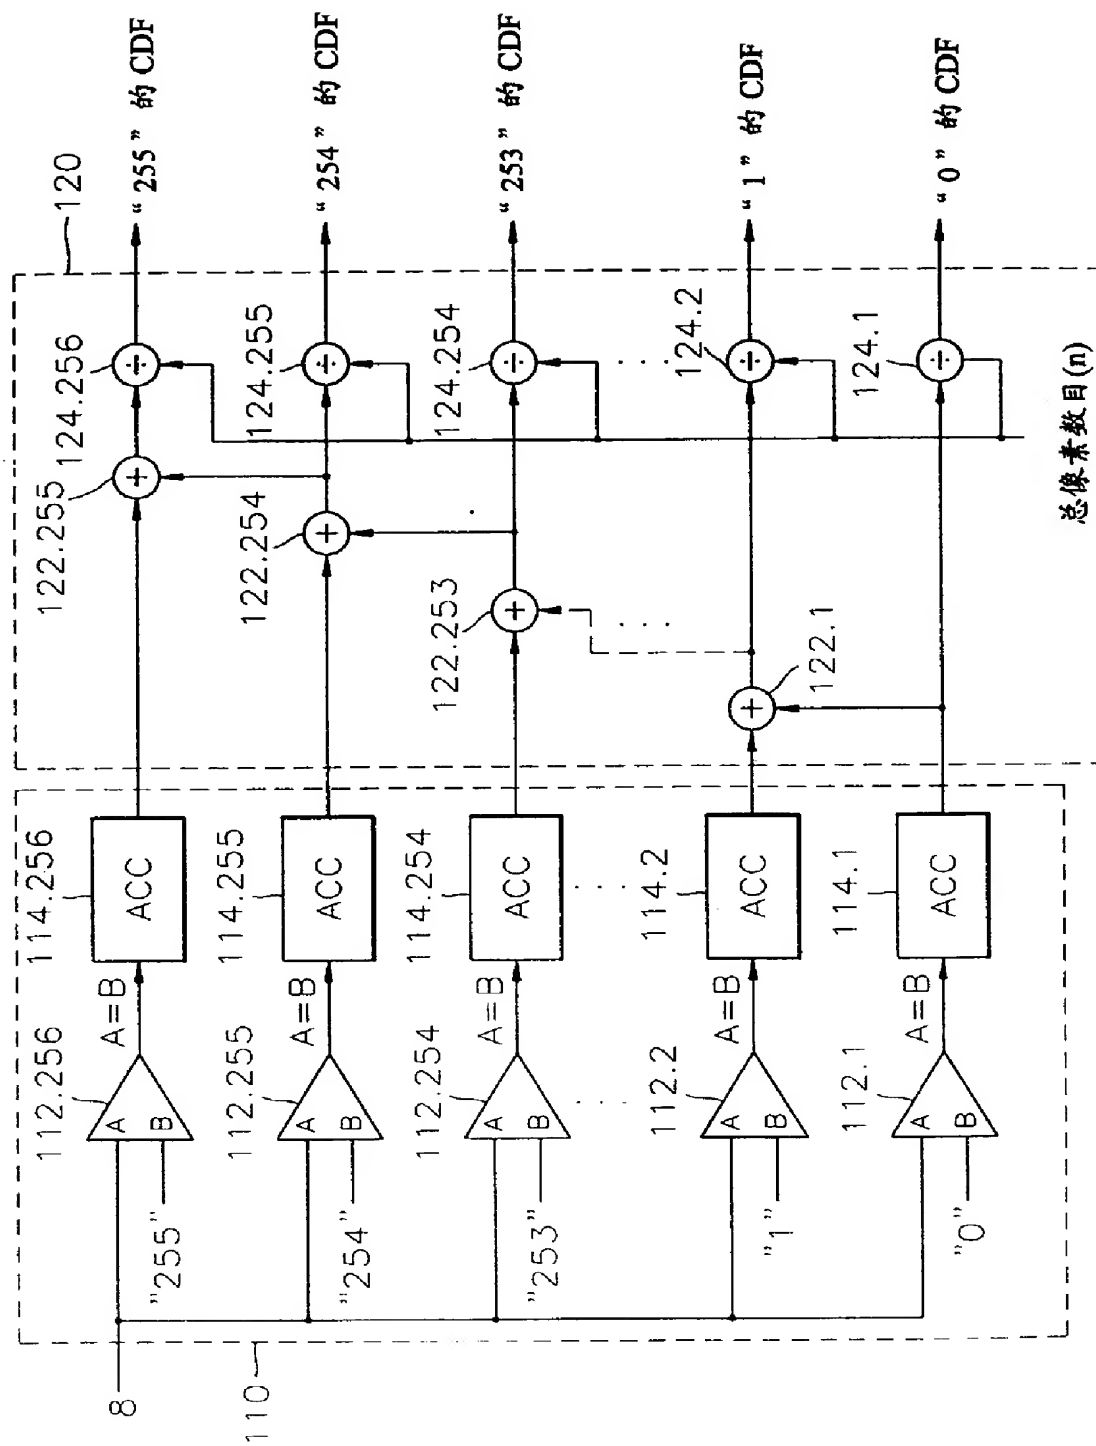 120
"255" 的 CDF
"254" 的 CDF
"253" 的 CDF
"1" 的 CDF
"0" 的 CDF
124.256
124.255
124.254
124.2
124.1
÷
÷
÷
÷
÷
122.255
122.254
122.253
122.1
+
+
+
+
. . .
. . .
总像素数目(n)
114.256
114.255
114.254
114.2
114.1
ACC
ACC
ACC
ACC
ACC
. . .
A=B
A=B
A=B
A=B
A=B
112.256
112.255
112.254
112.2
112.1
A
B
A
B
A
B
A
B
A
B
. . .
"255"
"254"
"253"
"1"
"0"
8
110